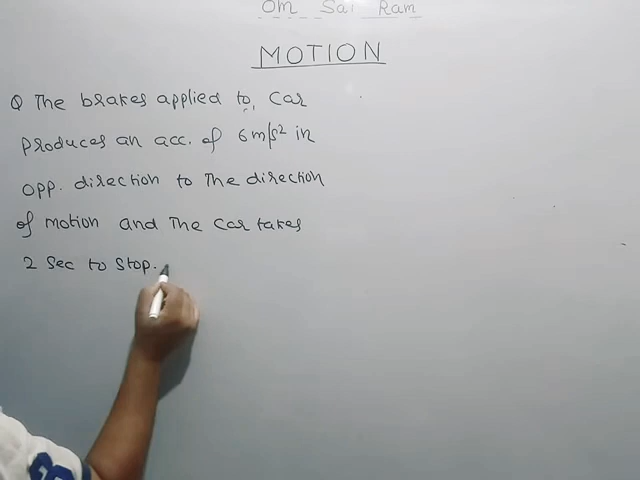 Om Sai Ram
MOTION
Q The brakes applied to, Car
produces an acc. of 6m/s² in
opp. direction to The direction
of motion and The Car takes
2 Sec to Stop.